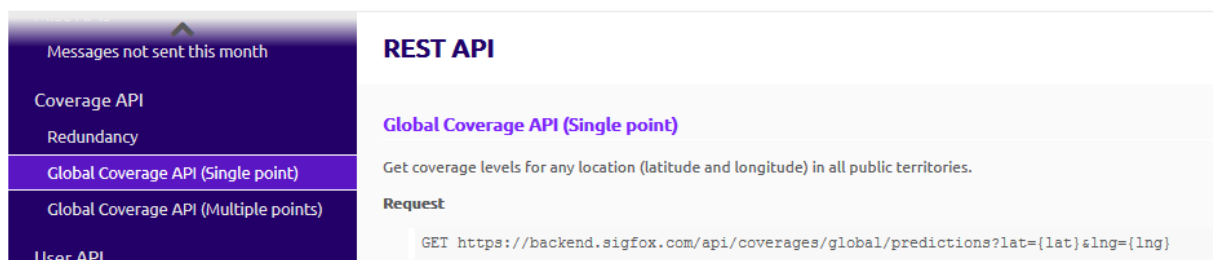 Messages not sent this month
Coverage API
Redundancy
Global Coverage API (Single point)
Global Coverage API (Multiple points)
User API
REST API
Global Coverage API (Single point)
Get coverage levels for any location (latitude and longitude) in all public territories.
Request
GET https://backend.sigfox.com/api/coverages/global/predictions?lat={lat}&lng={lng}